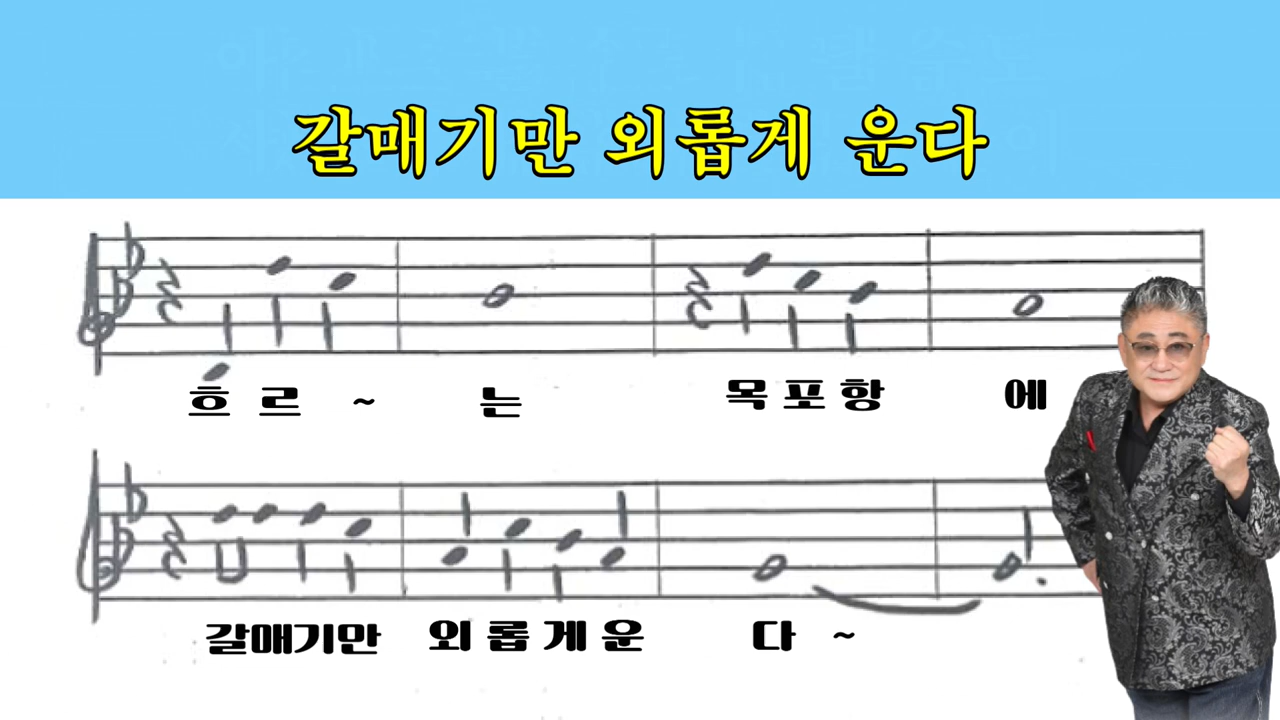 갈매기만 외롭게 운다
흐 르 ~ 는 목 포 항 에
갈매기만 외 롭 게 운 다 ~